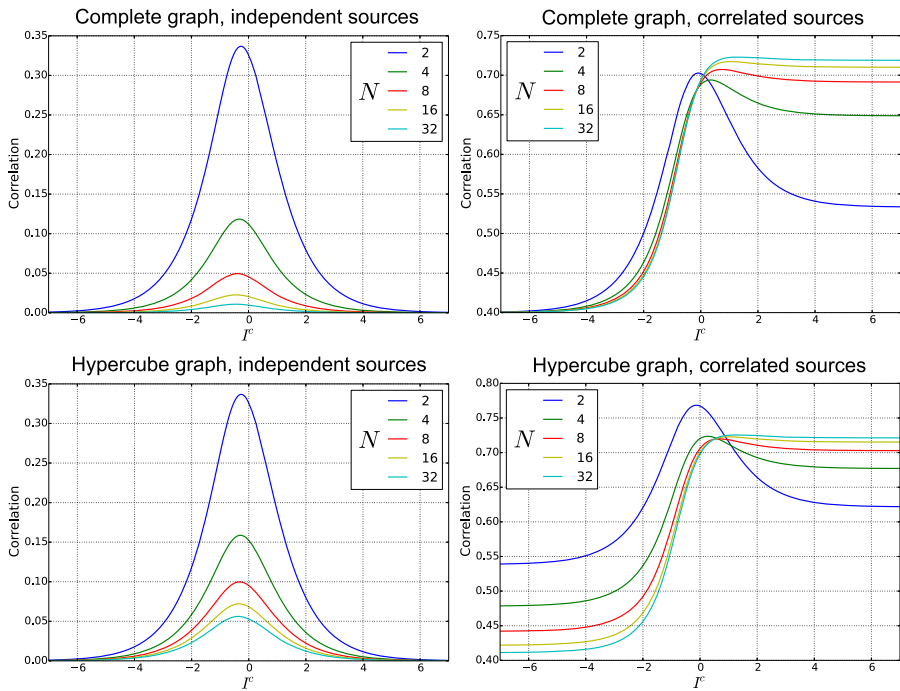 Complete graph, independent sources
0.35
0.30
0.25
0.20
0.15
0.10
0.05
0.00
Correlation
−6 −4 −2 0 2 4 6
I^c
N
2
4
8
16
32
Complete graph, correlated sources
0.75
0.70
0.65
0.60
0.55
0.50
0.45
0.40
Correlation
−6 −4 −2 0 2 4 6
I^c
N
2
4
8
16
32
Hypercube graph, independent sources
0.35
0.30
0.25
0.20
0.15
0.10
0.05
0.00
Correlation
−6 −4 −2 0 2 4 6
I^c
N
2
4
8
16
32
Hypercube graph, correlated sources
0.80
0.75
0.70
0.65
0.60
0.55
0.50
0.45
0.40
Correlation
−6 −4 −2 0 2 4 6
I^c
N
2
4
8
16
32